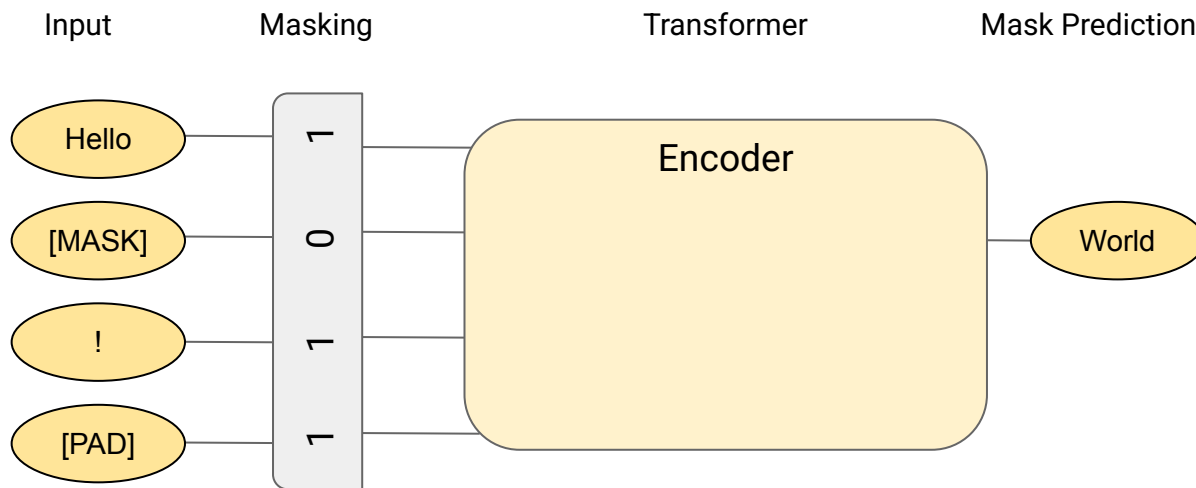 Input
Masking
Transformer
Mask Prediction
Hello
1
Encoder
[MASK]
0
World
!
1
[PAD]
1